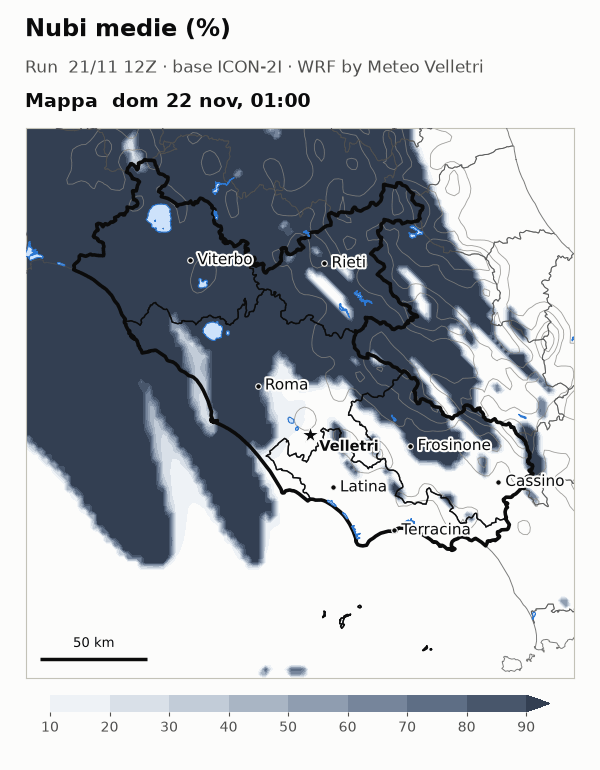 Nubi medie (%)
Run 21/11 12Z · base ICON-2I · WRF by Meteo Velletri
Mappa dom 22 nov, 01:00
Viterbo
Rieti
Roma
Velletri
Frosinone
Latina
Cassino
Terracina
50 km
10 20 30 40 50 60 70 80 90